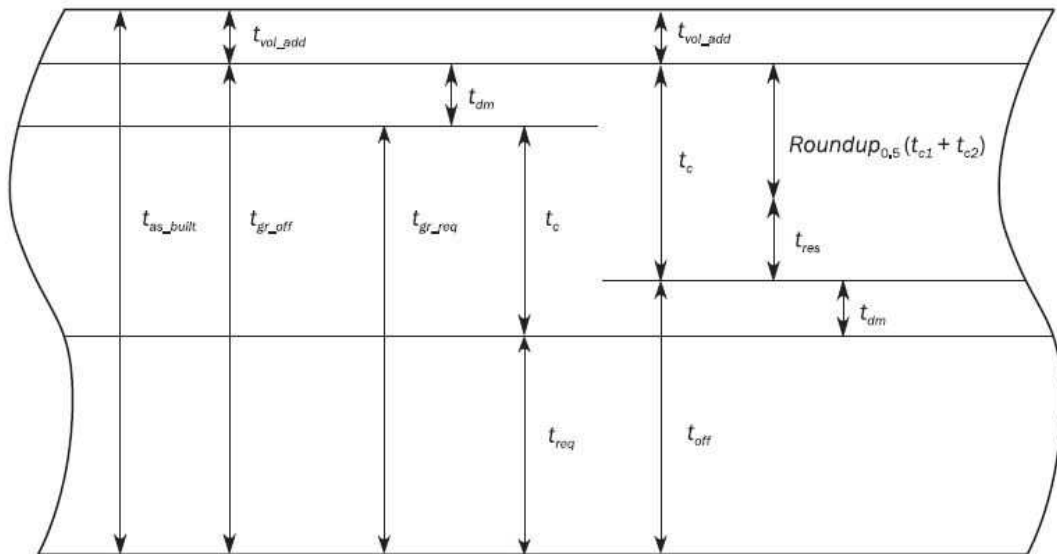 t_vol_add
t_vol_add
t_dm
Roundup_0.5 (t_c1 + t_c2)
t_c
t_as_built
t_gr_off
t_gr_req
t_c
t_res
t_dm
t_req
t_off